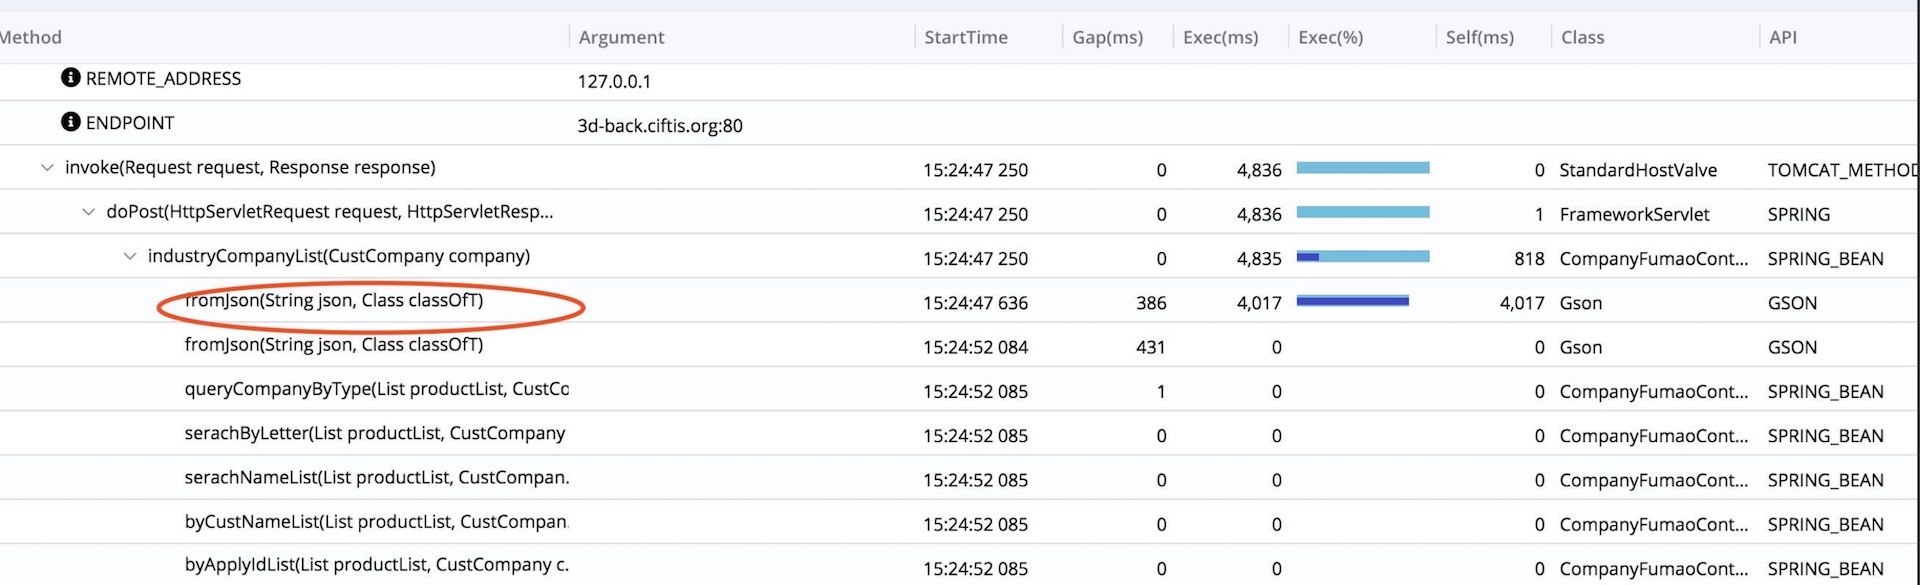 Method Argument StartTime Gap(ms) Exec(ms) Exec(%) Self(ms) Class API
REMOTE_ADDRESS 127.0.0.1
ENDPOINT 3d-back.ciftis.org:80
invoke(Request request, Response response) 15:24:47 250 0 4,836 0 StandardHostValve TOMCAT_METHOD
doPost(HttpServletRequest request, HttpServletResp... 15:24:47 250 0 4,836 1 FrameworkServlet SPRING
industryCompanyList(CustCompany company) 15:24:47 250 0 4,835 818 CompanyFumaoCont... SPRING_BEAN
fromJson(String json, Class classOfT) 15:24:47 636 386 4,017 4,017 Gson GSON
fromJson(String json, Class classOfT) 15:24:52 084 431 0 0 Gson GSON
queryCompanyByType(List productList, CustCo 15:24:52 085 1 0 0 CompanyFumaoCont... SPRING_BEAN
serachByLetter(List productList, CustCompany 15:24:52 085 0 0 0 CompanyFumaoCont... SPRING_BEAN
serachNameList(List productList, CustCompan. 15:24:52 085 0 0 0 CompanyFumaoCont... SPRING_BEAN
byCustNameList(List productList, CustCompan. 15:24:52 085 0 0 0 CompanyFumaoCont... SPRING_BEAN
byApplyIdList(List productList, CustCompany c. 15:24:52 085 0 0 0 CompanyFumaoCont... SPRING_BEAN